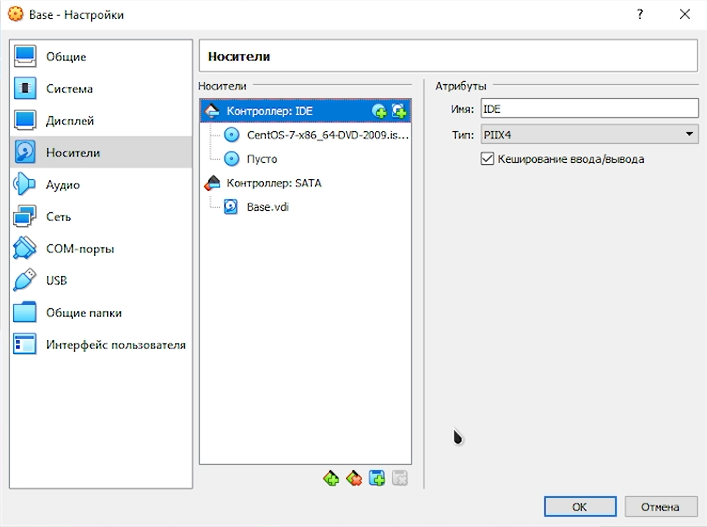 Base - Настройки
Общие
Система
Дисплей
Носители
Аудио
Сеть
COM-порты
USB
Общие папки
Интерфейс пользователя
Носители
Носители
Контроллер: IDE
CentOS-7-x86_64-DVD-2009.is...
Пусто
Контроллер: SATA
Base.vdi
Атрибуты
Имя: IDE
Тип: PIIX4
Кеширование ввода/вывода
OK
Отмена